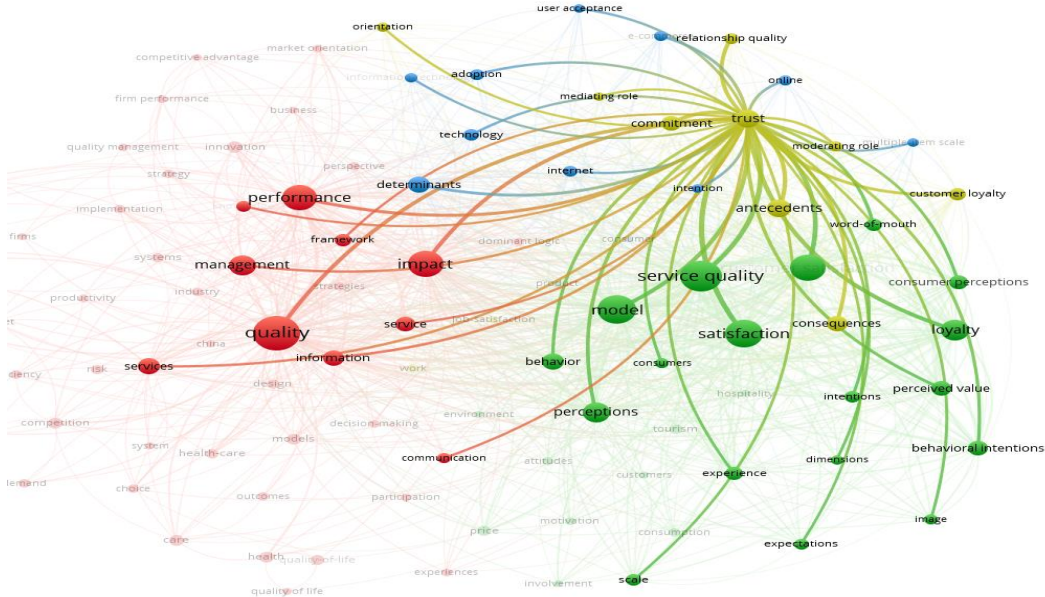 user acceptance
orientation
relationship quality
market orientation
competitive advantage
adoption
online
firm performance
mediating role
business
trust
commitment
technology
quality management
innovation
moderating role
perspective
internet
strategy
determinants
intention
performance
customer loyalty
implementation
antecedents
word-of-mouth
firms
framework
dominant logic
consumer
systems
management
impact
service quality
product
consumer perceptions
industry
strategies
productivity
model
quality
service
job satisfaction
consequences
satisfaction
loyalty
china
information
behavior
consumers
services
risk
work
design
perceived value
hospitality
intentions
perceptions
environment
competition
decision-making
tourism
models
system
health-care
behavioral intentions
communication
attitudes
dimensions
customers
experience
choice
outcomes
participation
image
motivation
price
consumption
care
expectations
health
quality-of-life
experiences
scale
involvement
quality of life